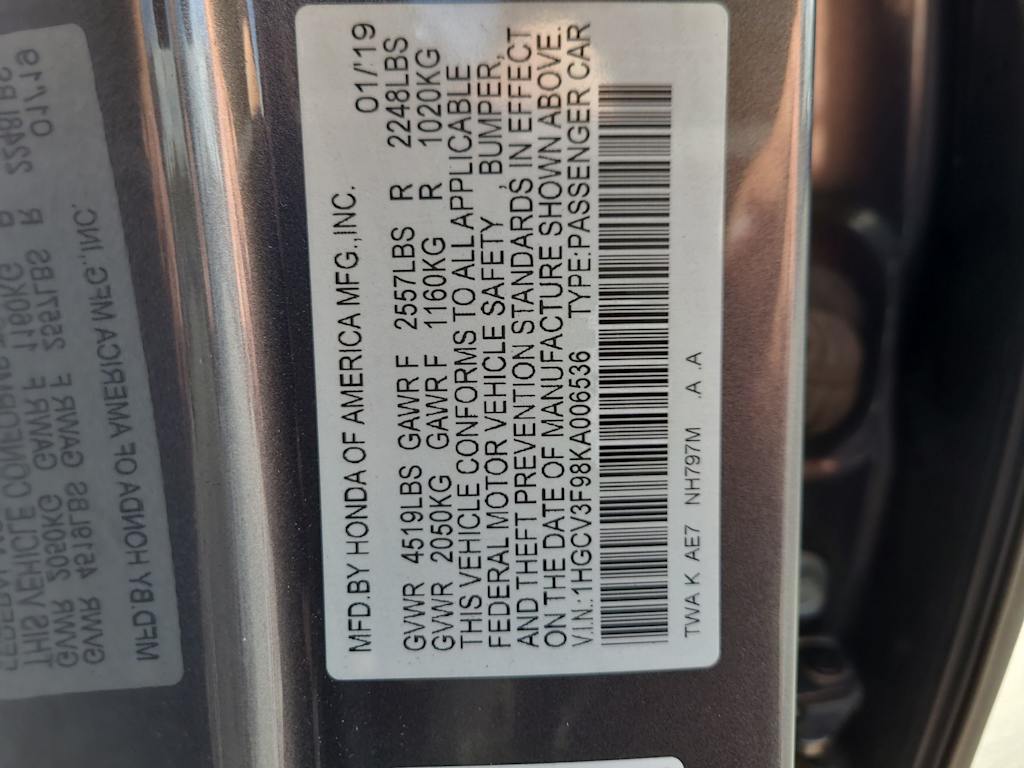 MFD.BY HONDA OF AMERICA MFG.,INC. 01/'19
GVWR 4519LBS GAWR F 2557LBS R 2248LBS
GVWR 2050KG GAWR F 1160KG R 1020KG
THIS VEHICLE CONFORMS TO ALL APPLICABLE
FEDERAL MOTOR VEHICLE SAFETY, BUMPER,
AND THEFT PREVENTION STANDARDS, IN EFFECT
ON THE DATE OF MANUFACTURE SHOWN ABOVE.
V.I.N.:1HGCV3F98KA006536 TYPE:PASSENGER CAR
TWA K AE7 NH797M .A .A